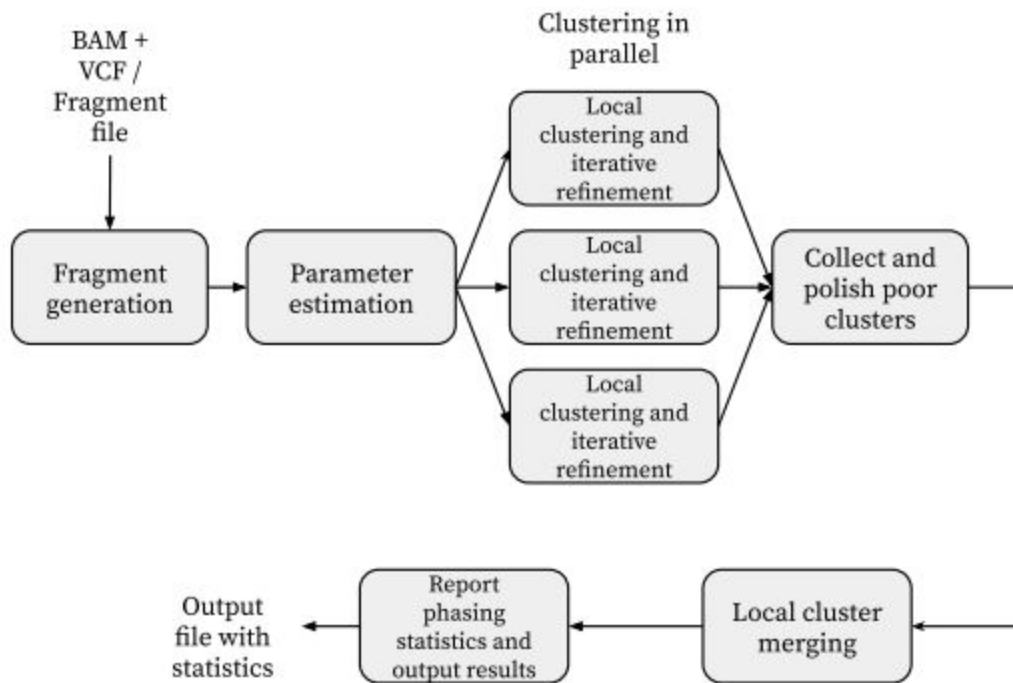 BAM +
VCF /
Fragment
file
Clustering in
parallel
Fragment
generation
Parameter
estimation
Local
clustering and
iterative
refinement
Local
clustering and
iterative
refinement
Local
clustering and
iterative
refinement
Collect and
polish poor
clusters
Local cluster
merging
Report
phasing
statistics and
output results
Output
file with
statistics